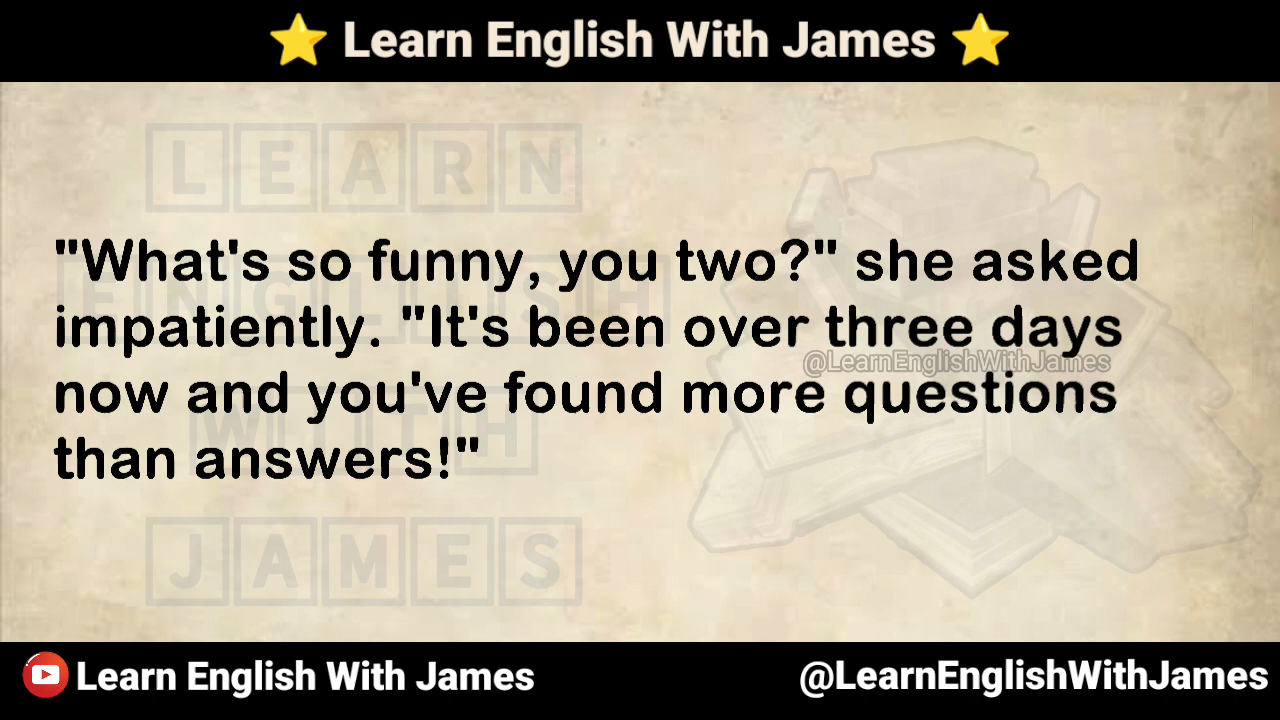 ⭐ Learn English With James ⭐
LEARN
"What's so funny, you two?" she asked
ENGLISH
impatiently. "It's been over three days
@LearnEnglishWithJames
now and you've found more questions
WITH
than answers!"
JAMES
Learn English With James
@LearnEnglishWithJames